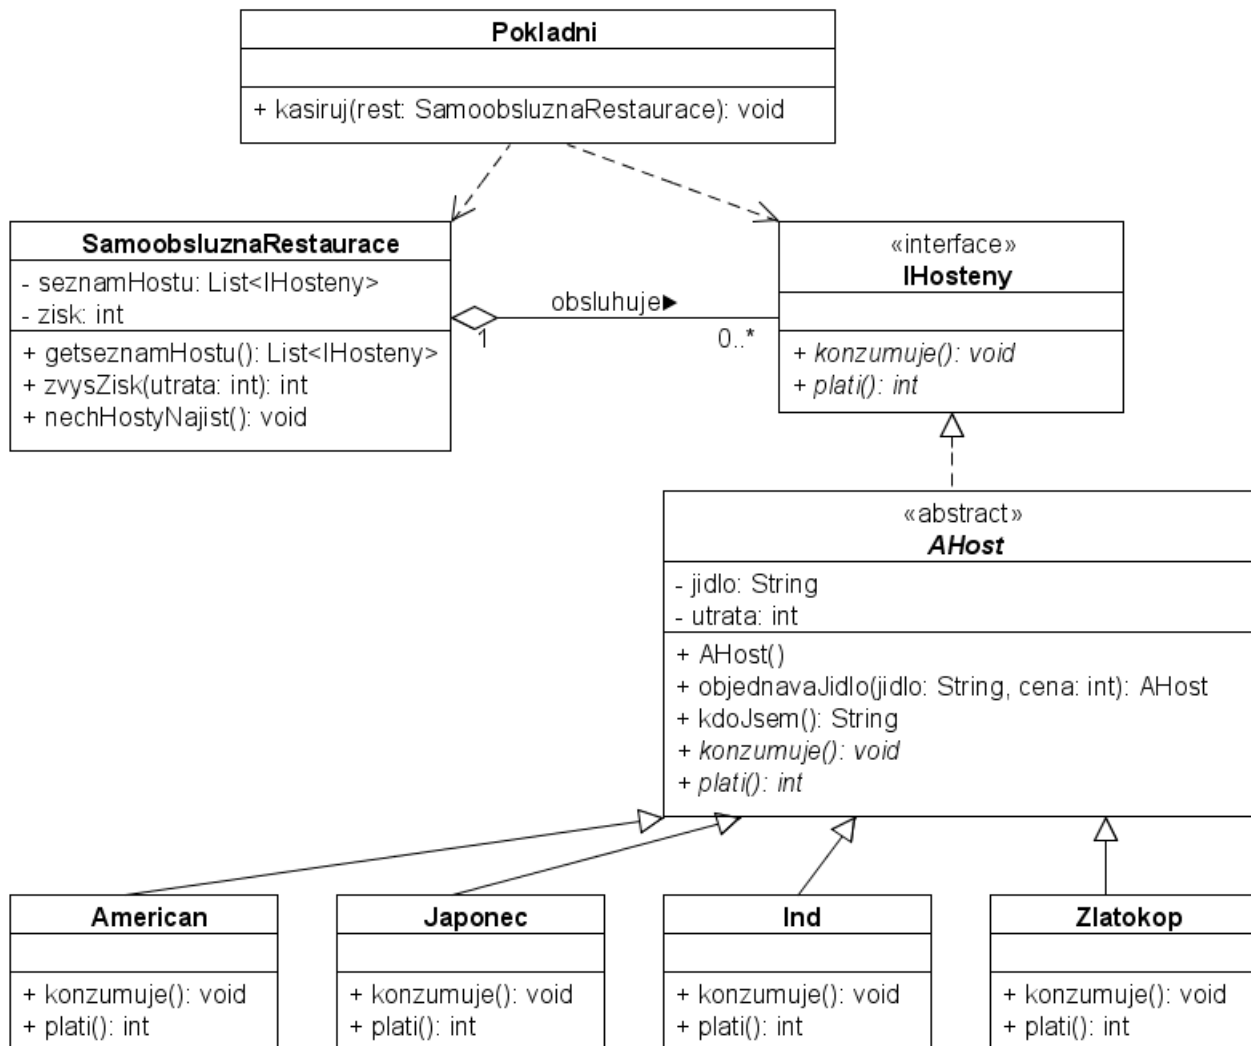 Pokladni
+ kasiruj(rest: SamoobsluznaRestaurace): void
SamoobsluznaRestaurace
- seznamHostu: List<IHosteny>
- zisk: int
+ getseznamHostu(): List<IHosteny>
+ zvysZisk(utrata: int): int
+ nechHostyNajist(): void
obsluhuje▶
1
0..*
«interface»
IHosteny
+ konzumuje(): void
+ plati(): int
«abstract»
AHost
- jidlo: String
- utrata: int
+ AHost()
+ objednavaJidlo(jidlo: String, cena: int): AHost
+ kdoJsem(): String
+ konzumuje(): void
+ plati(): int
American
+ konzumuje(): void
+ plati(): int
Japonec
+ konzumuje(): void
+ plati(): int
Ind
+ konzumuje(): void
+ plati(): int
Zlatokop
+ konzumuje(): void
+ plati(): int